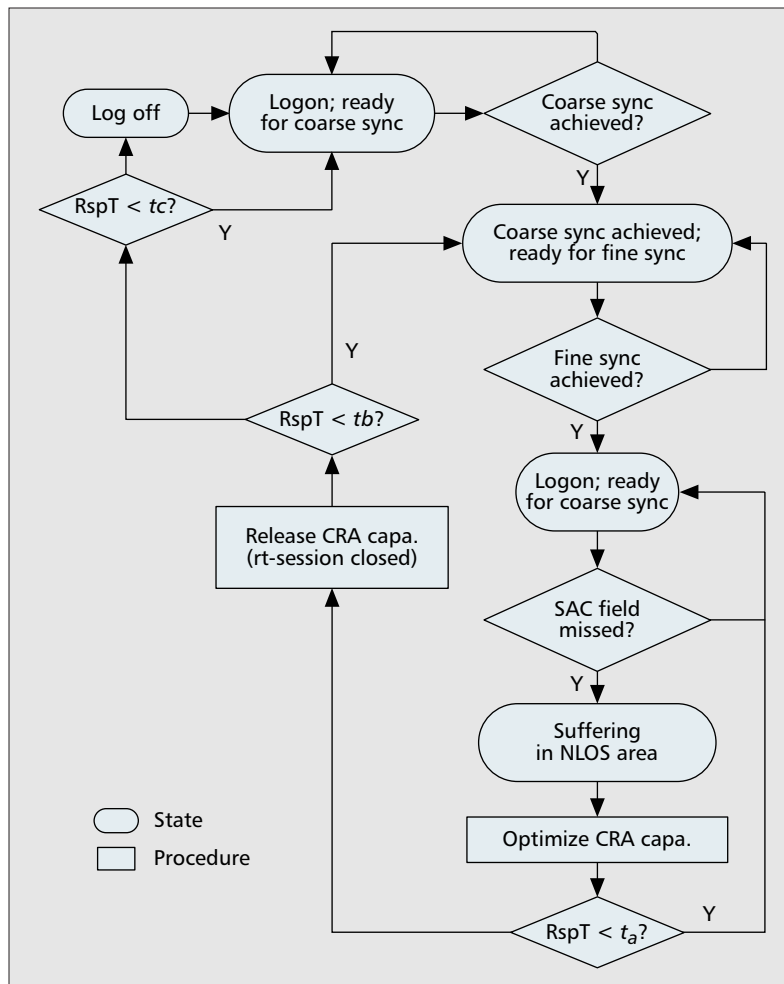 Log off
Logon; ready
for coarse sync
Coarse sync
achieved?
Y
RspT < tc?
Y
Coarse sync achieved;
ready for fine sync
Y
Fine sync
achieved?
RspT < tb?
Y
Logon; ready
for coarse sync
Release CRA capa.
(rt-session closed)
SAC field
missed?
Y
Suffering
in NLOS area
State
Procedure
Optimize CRA capa.
RspT < ta?
Y